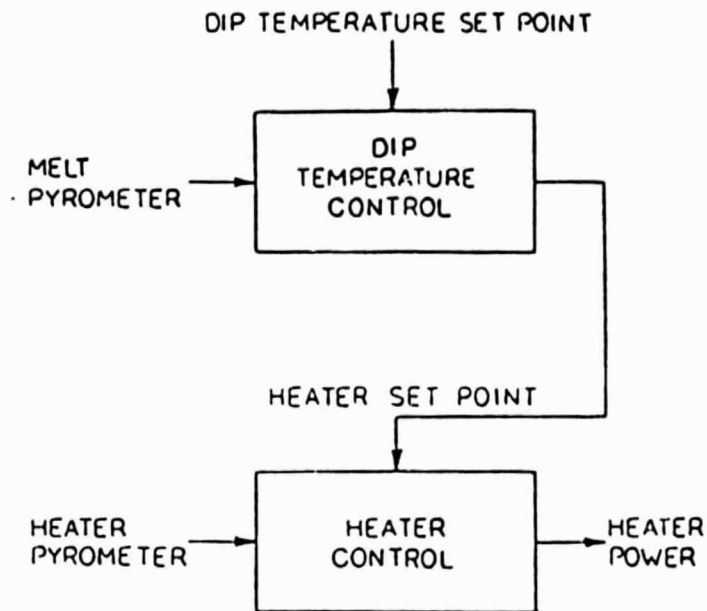 DIP TEMPERATURE SET POINT
MELT
PYROMETER
DIP
TEMPERATURE
CONTROL
HEATER SET POINT
HEATER
PYROMETER
HEATER
CONTROL
HEATER
POWER